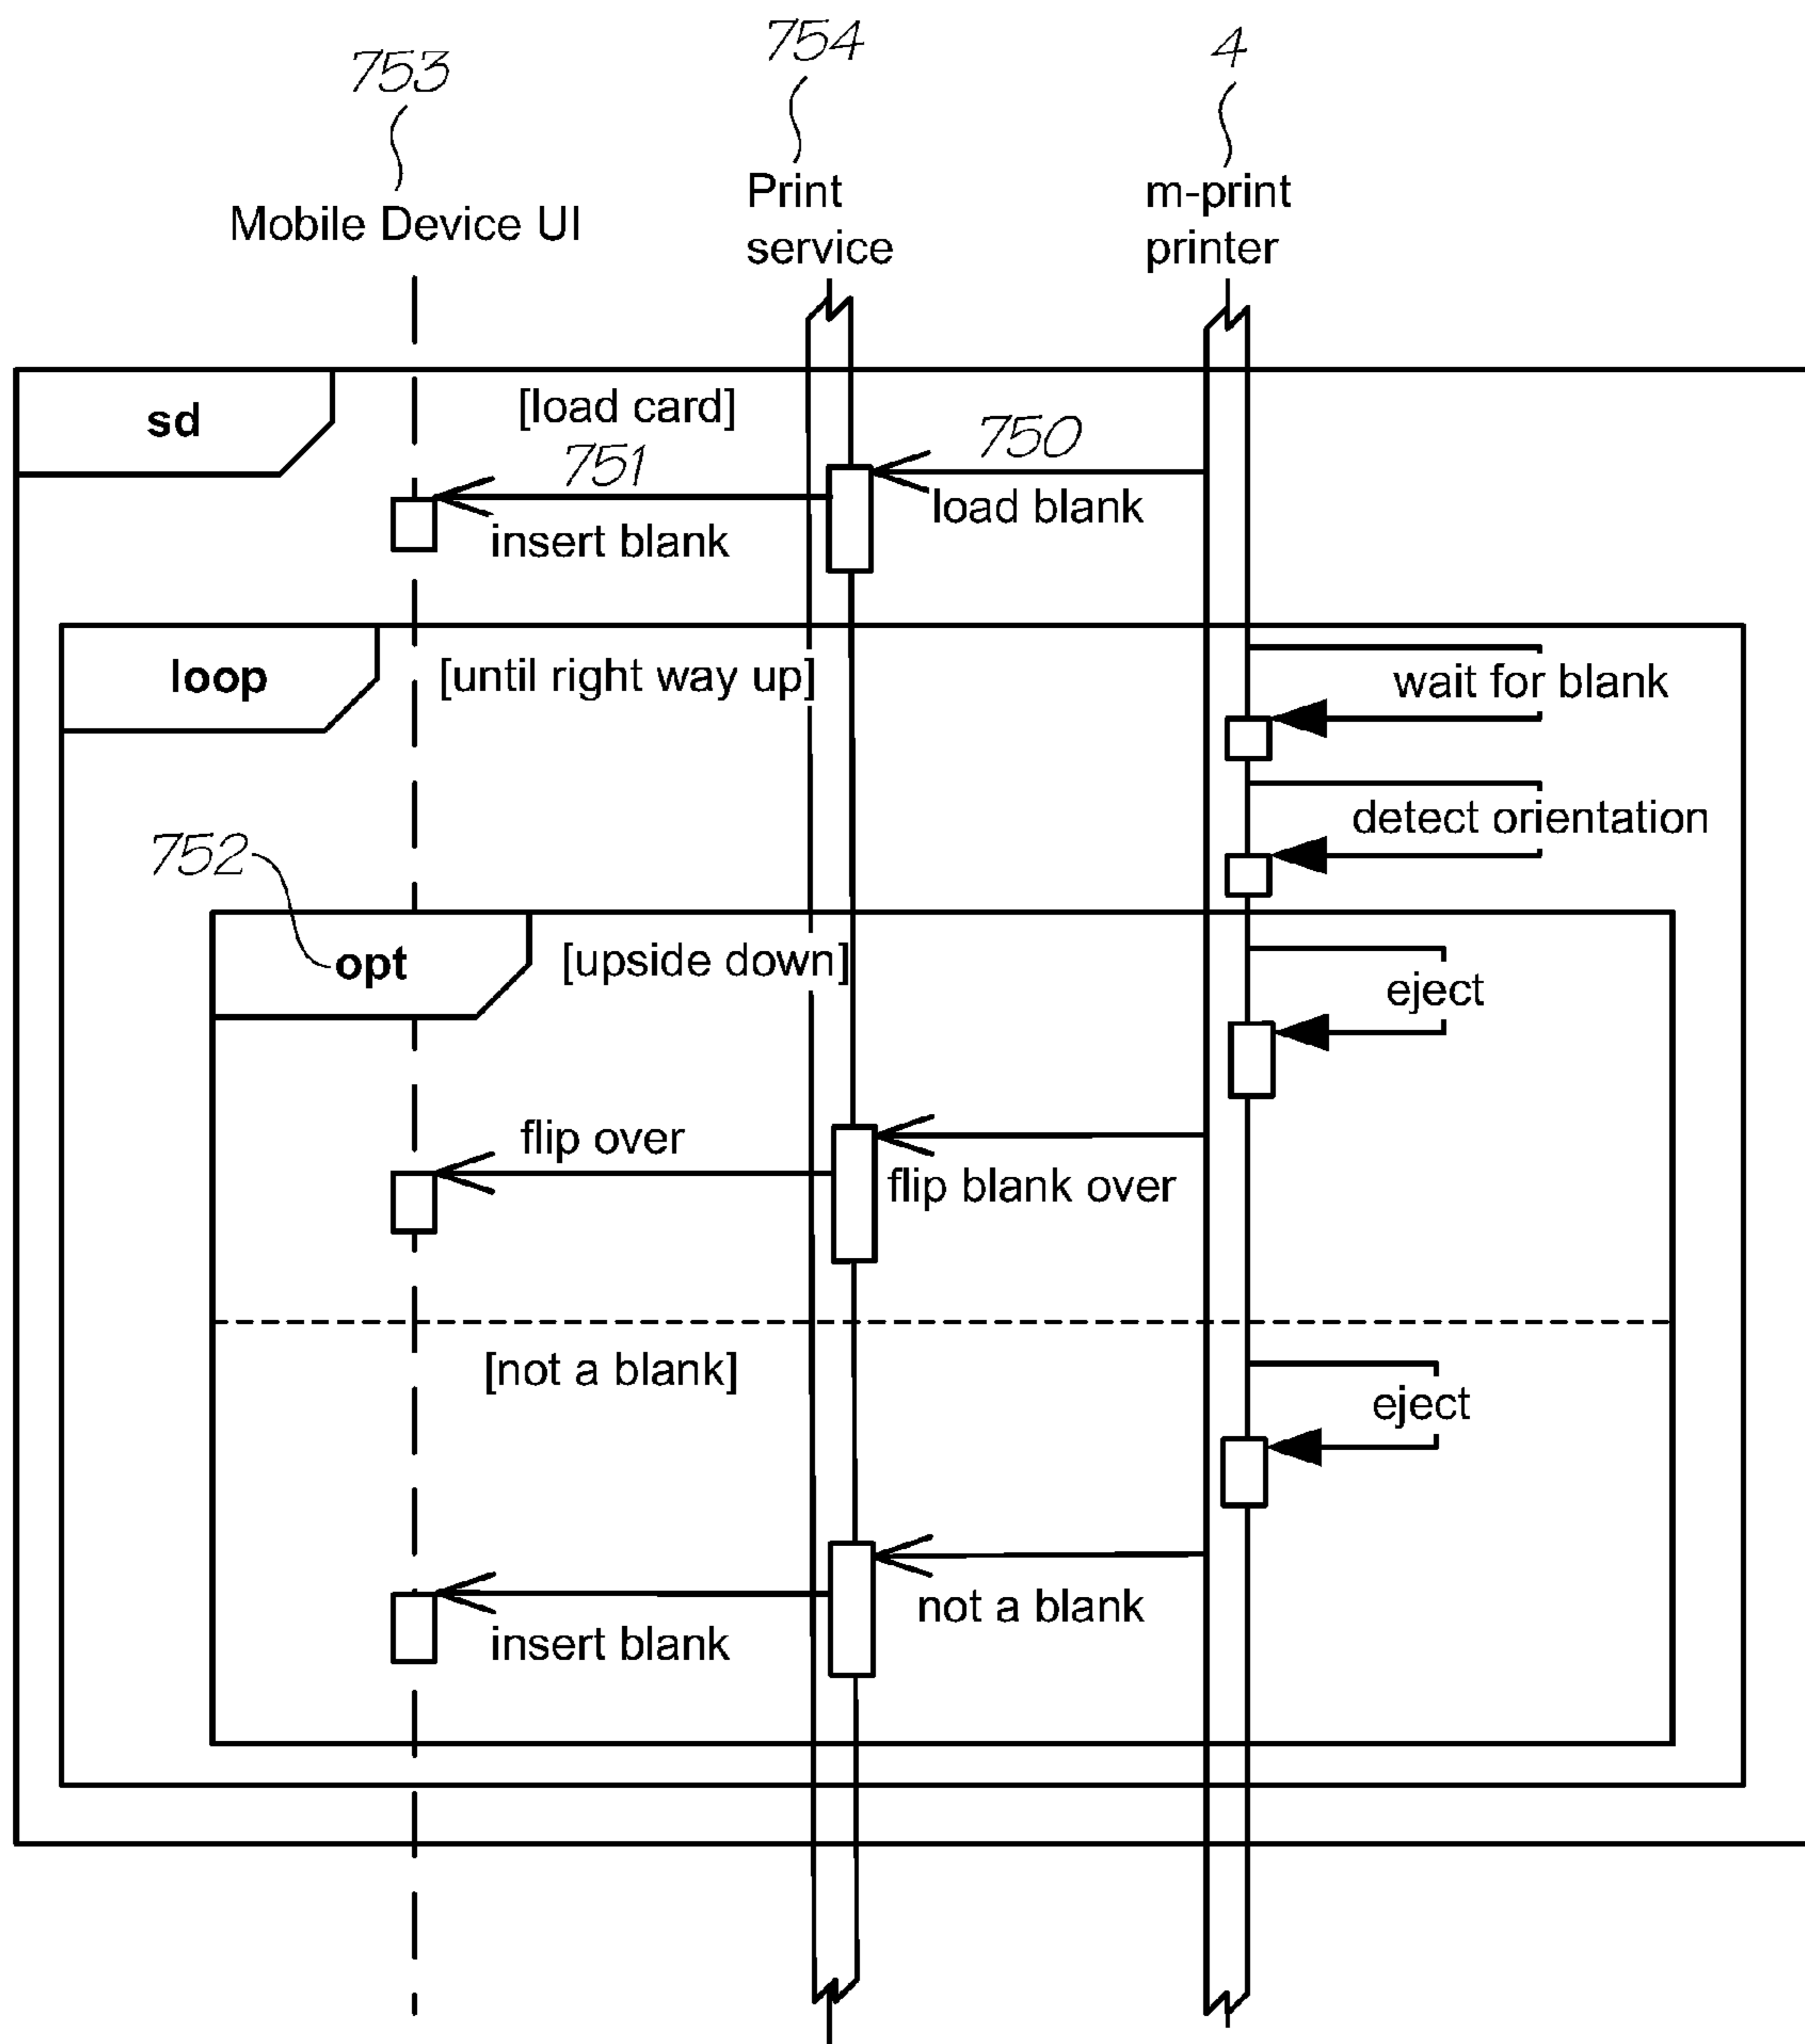 753
754
4
Mobile Device UI
Print
service
m-print
printer
sd
[load card]
750
751
load blank
insert blank
loop
[until right way up]
wait for blank
detect orientation
752
opt
[upside down]
eject
flip over
flip blank over
[not a blank]
eject
not a blank
insert blank